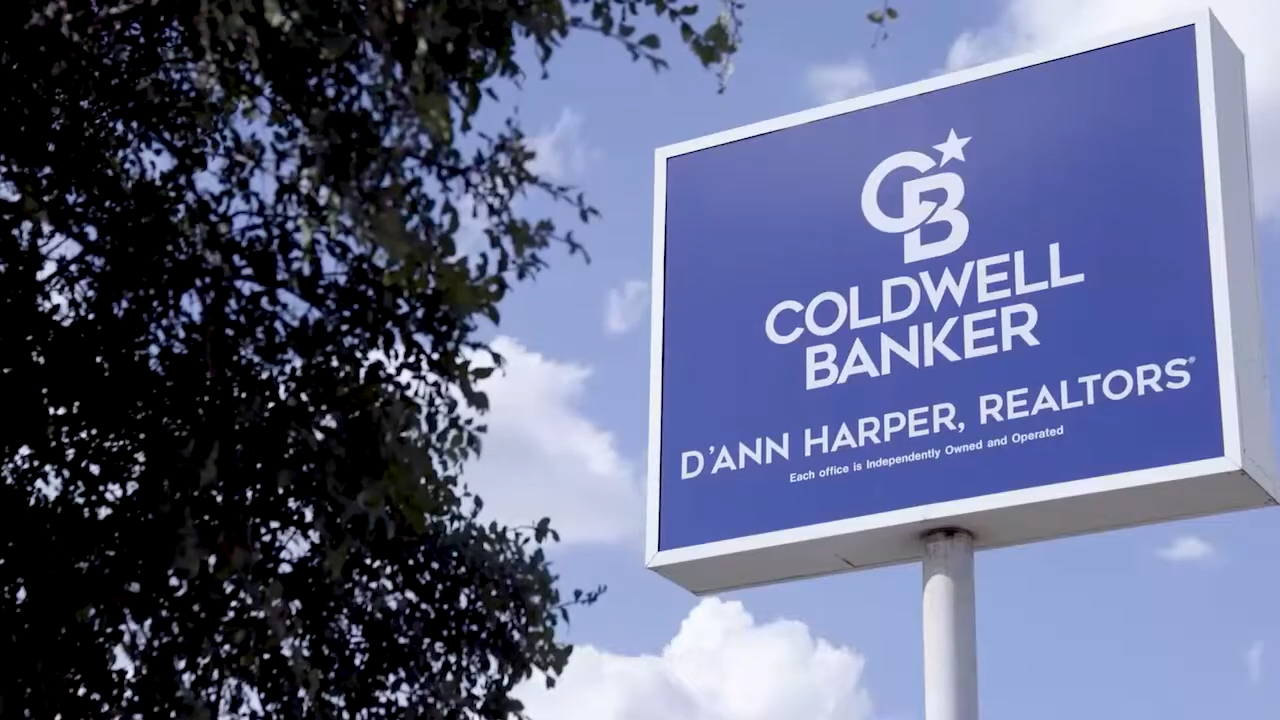 CB
COLDWELL
BANKER
D'ANN HARPER, REALTORS®
Each office is Independently Owned and Operated